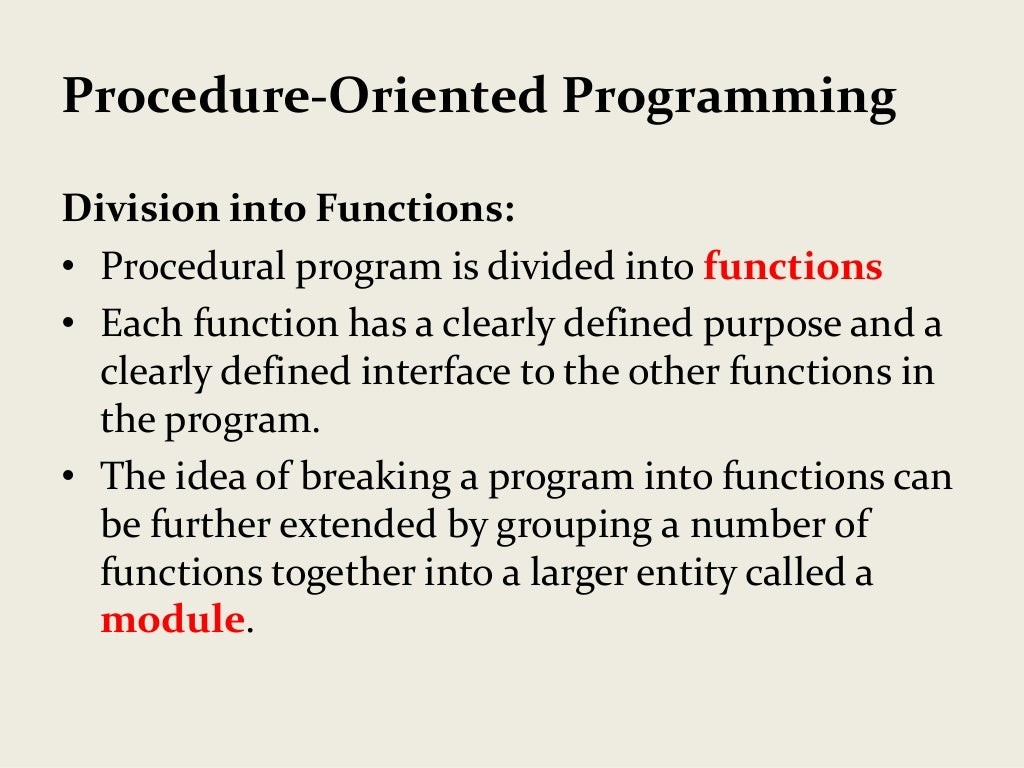 Procedure-Oriented Programming
Division into Functions:
• Procedural program is divided into functions
• Each function has a clearly defined purpose and a
clearly defined interface to the other functions in
the program.
• The idea of breaking a program into functions can
be further extended by grouping a number of
functions together into a larger entity called a
module.